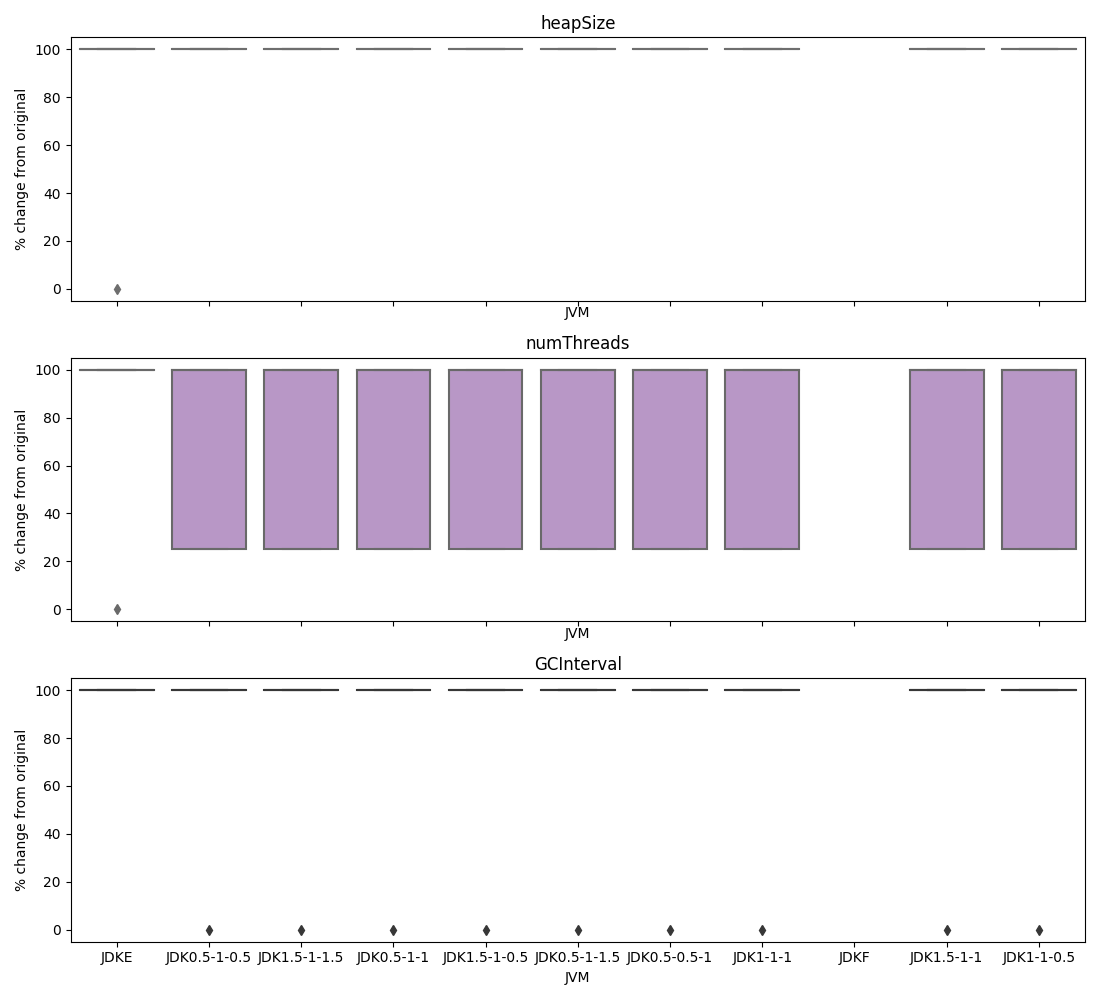 heapSize
100
80
60
40
20
0
% change from original
JVM
numThreads
100
80
60
40
20
0
% change from original
JVM
GCInterval
100
80
60
40
20
0
% change from original
JDKE JDK0.5-1-0.5 JDK1.5-1-1.5 JDK0.5-1-1 JDK1.5-1-0.5 JDK0.5-1-1.5 JDK0.5-0.5-1 JDK1-1-1 JDKF JDK1.5-1-1 JDK1-1-0.5
JVM